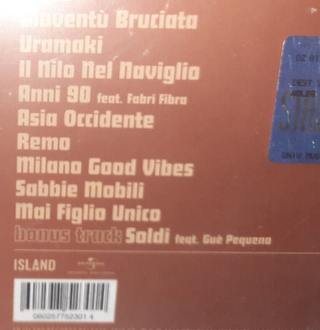 Gioventù Bruciata
Uramaki
Il Nilo Nel Naviglio
Anni 90 feat. Fabri Fibra
Asia Occidente
Remo
Milano Good Vibes
Sabbie Mobili
Mai Figlio Unico
bonus track Soldi feat. Guè Pequeno
ISLAND